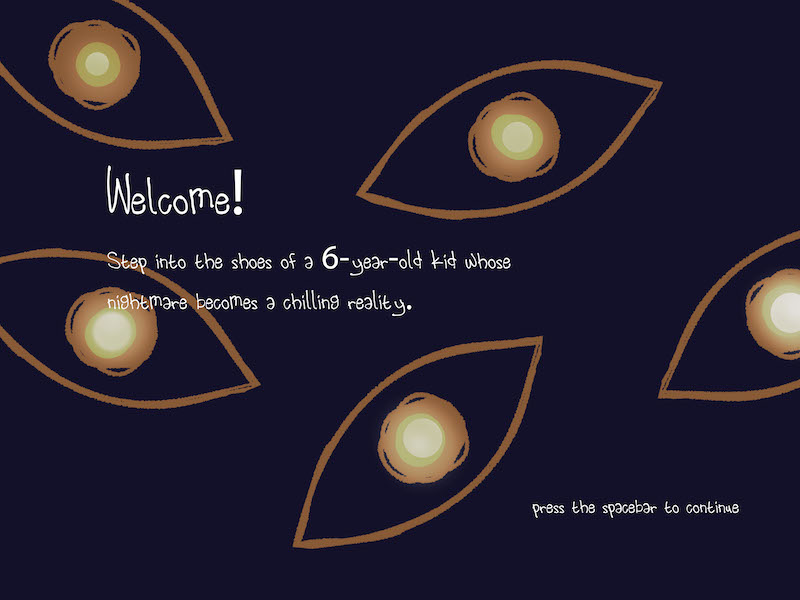 Welcome!
Step into the shoes of a 6-year-old kid whose
nightmare becomes a chilling reality.
press the spacebar to continue